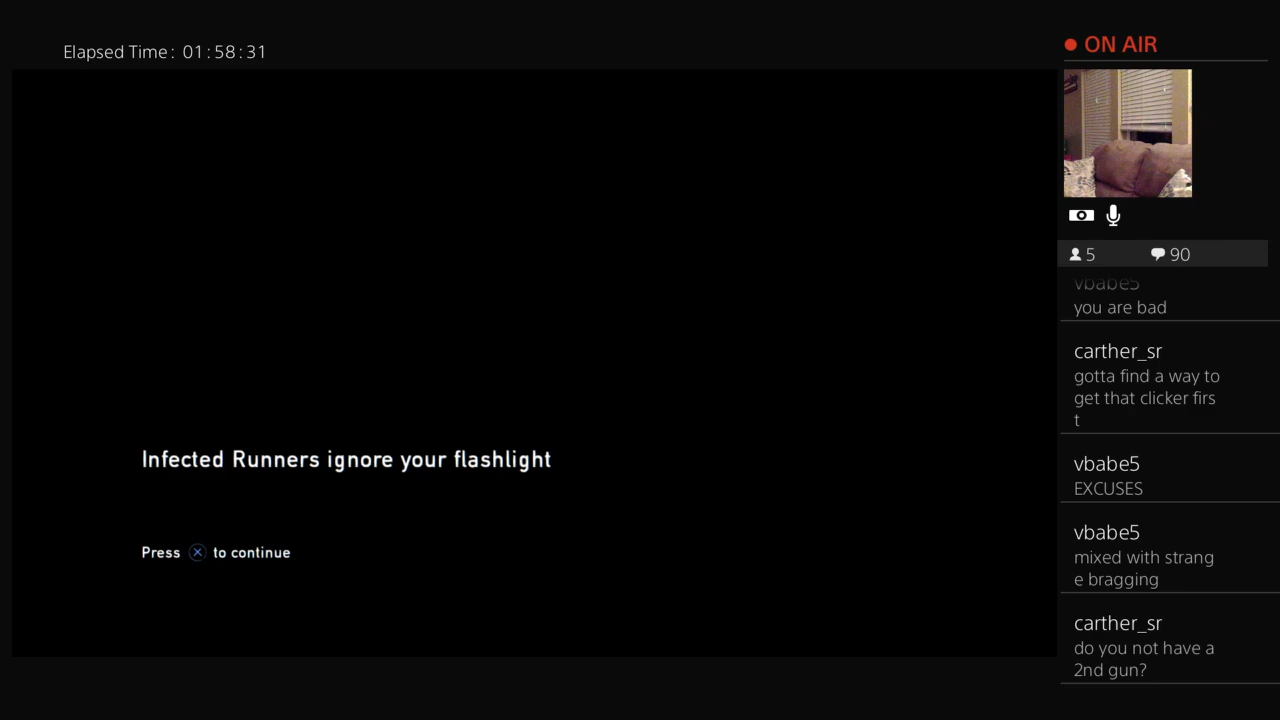 Elapsed Time: 01:58:31
ON AIR
5 90
vbabe5
you are bad
carther_sr
gotta find a way to
get that clicker firs
t
vbabe5
EXCUSES
vbabe5
mixed with strang
e bragging
carther_sr
do you not have a
2nd gun?
Infected Runners ignore your flashlight
Press ⓧ to continue